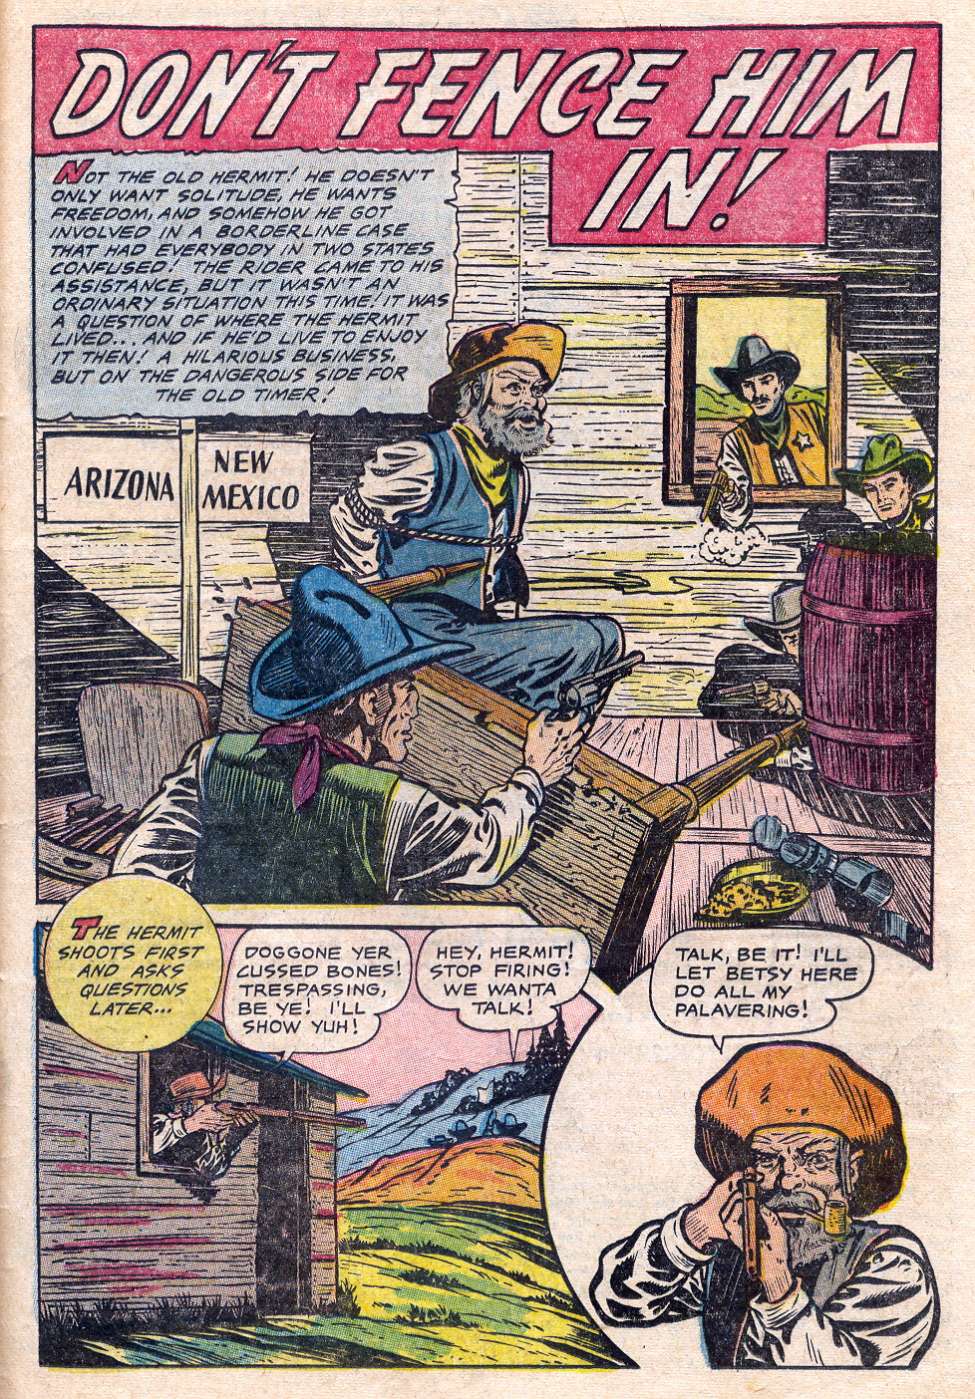 DON'T FENCE HIM
IN!
NOT THE OLD HERMIT! HE DOESN'T
ONLY WANT SOLITUDE, HE WANTS
FREEDOM, AND SOMEHOW HE GOT
INVOLVED IN A BORDERLINE CASE
THAT HAD EVERYBODY IN TWO STATES
CONFUSED! THE RIDER CAME TO HIS
ASSISTANCE, BUT IT WASN'T AN
ORDINARY SITUATION THIS TIME! IT WAS
A QUESTION OF WHERE THE HERMIT
LIVED... AND IF HE'D LIVE TO ENJOY
IT THEN! A HILARIOUS BUSINESS,
BUT ON THE DANGEROUS SIDE FOR
THE OLD TIMER!
ARIZONA
NEW
MEXICO
THE HERMIT
SHOOTS FIRST
AND ASKS
QUESTIONS
LATER...
DOGGONE YER
CUSSED BONES!
TRESPASSING,
BE YE! I'LL
SHOW YUH!
HEY, HERMIT!
STOP FIRING!
WE WANTA
TALK!
TALK, BE IT! I'LL
LET BETSY HERE
DO ALL MY
PALAVERING!